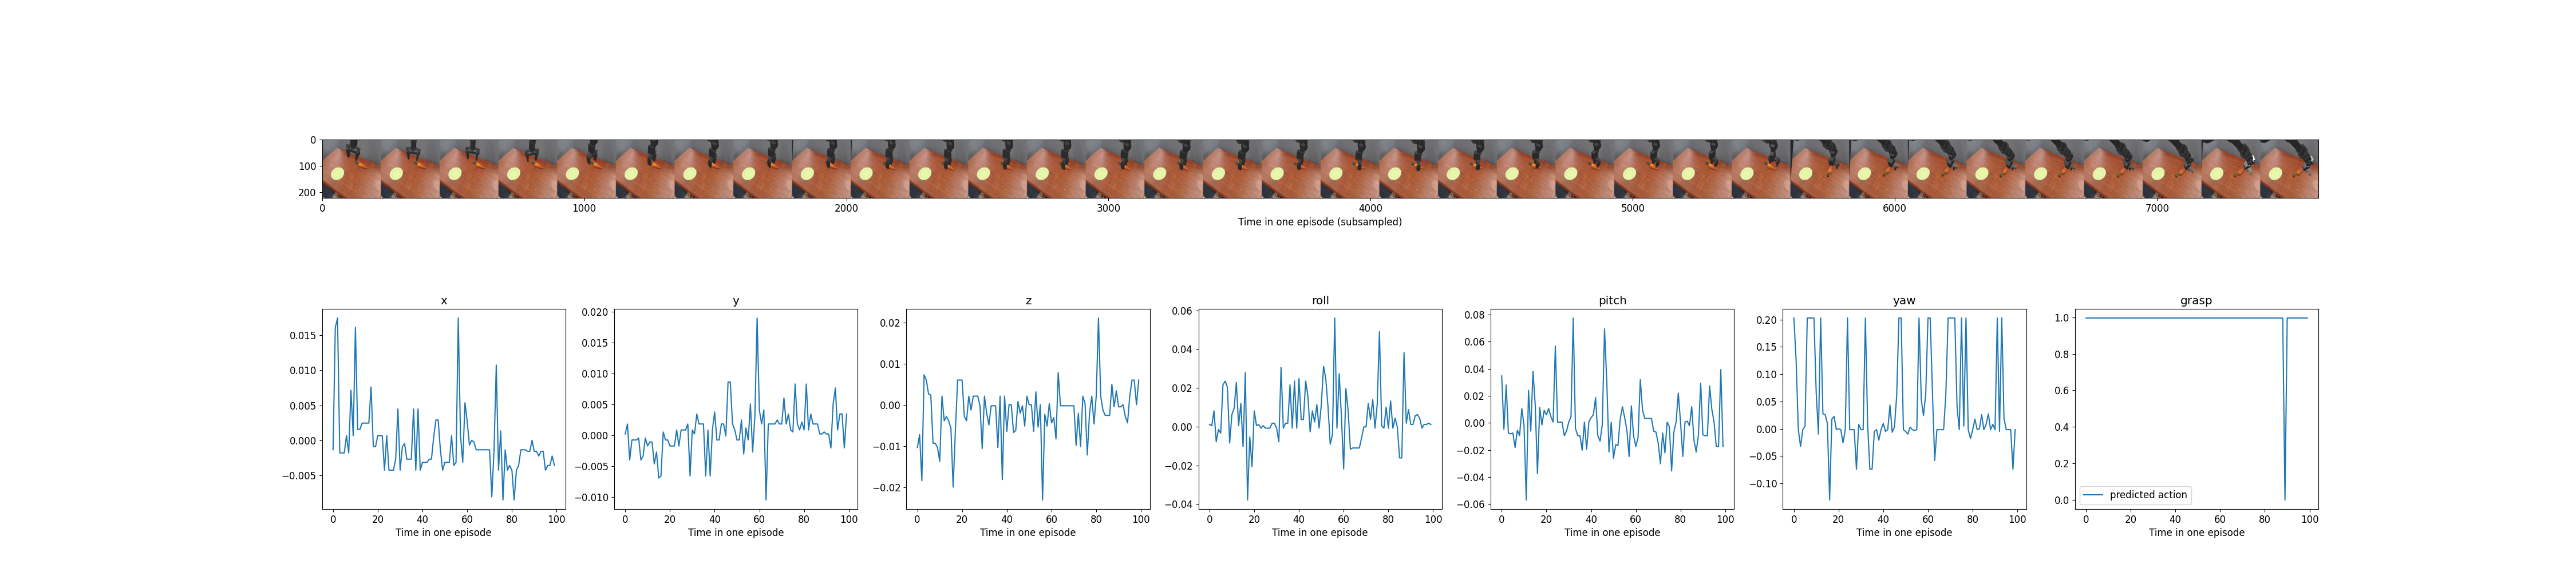 0
100
200
0 1000 2000 3000 4000 5000 6000 7000
Time in one episode (subsampled)
x
0.015
0.010
0.005
0.000
−0.005
0 20 40 60 80 100
Time in one episode
y
0.020
0.015
0.010
0.005
0.000
−0.005
−0.010
0 20 40 60 80 100
Time in one episode
z
0.02
0.01
0.00
−0.01
−0.02
0 20 40 60 80 100
Time in one episode
roll
0.06
0.04
0.02
0.00
−0.02
−0.04
0 20 40 60 80 100
Time in one episode
pitch
0.08
0.06
0.04
0.02
0.00
−0.02
−0.04
−0.06
0 20 40 60 80 100
Time in one episode
yaw
0.20
0.15
0.10
0.05
0.00
−0.05
−0.10
0 20 40 60 80 100
Time in one episode
grasp
1.0
0.8
0.6
0.4
0.2
0.0
predicted action
0 20 40 60 80 100
Time in one episode